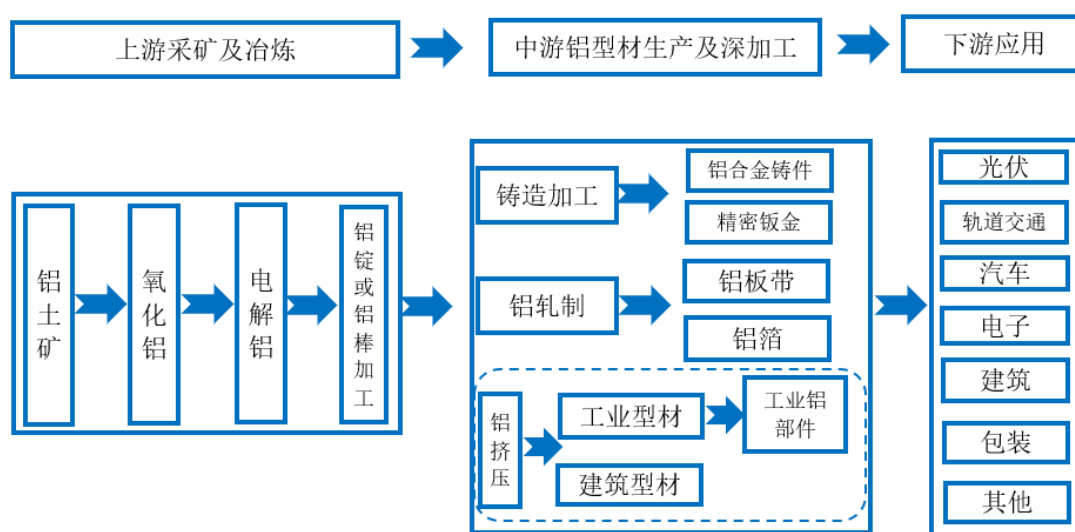 上游采矿及冶炼
中游铝型材生产及深加工
下游应用
铝土矿
氧化铝
电解铝
铝锭或铝棒加工
铸造加工
铝合金铸件
精密钣金
铝轧制
铝板带
铝箔
铝挤压
工业型材
工业铝
部件
建筑型材
光伏
轨道交通
汽车
电子
建筑
包装
其他